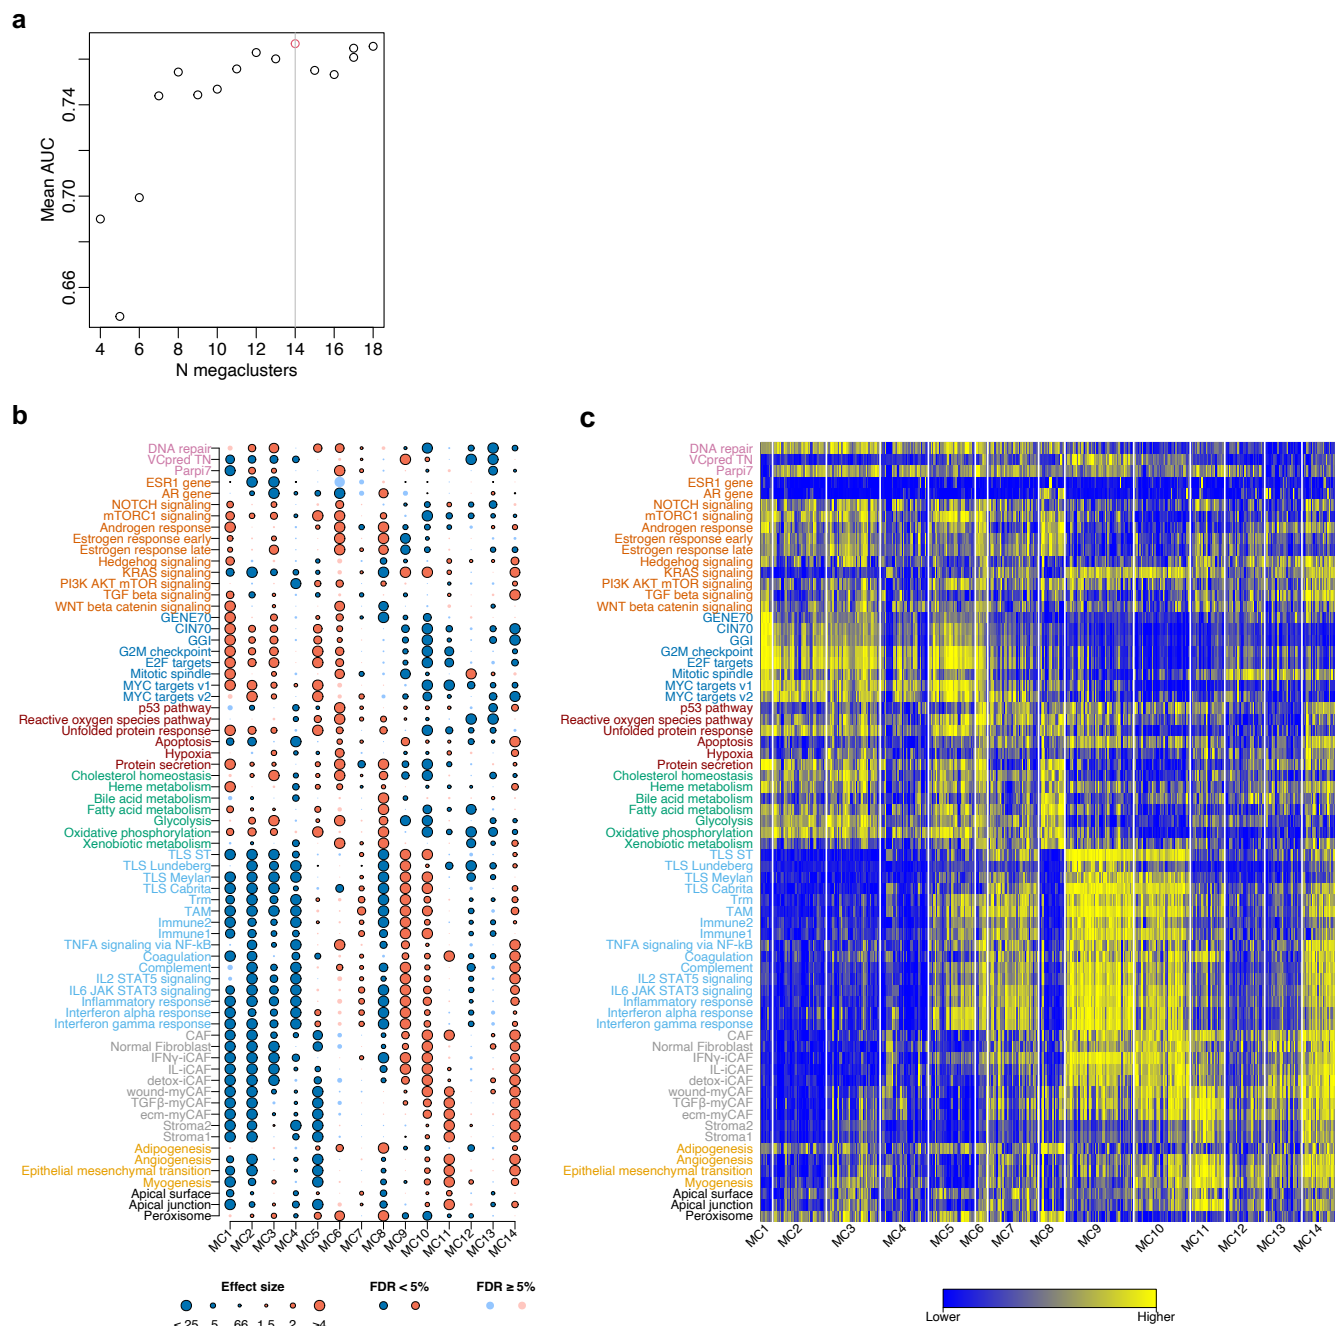 a
Mean AUC
0.74
0.70
0.66
4 6 8 10 12 14 16 18
N megaclusters
b
DNA repair
VCpred TN
Parpi7
ESR1 gene
AR gene
NOTCH signaling
mTORC1 signaling
Androgen response
Estrogen response early
Estrogen response late
Hedgehog signaling
KRAS signaling
PI3K AKT mTOR signaling
TGF beta signaling
WNT beta catenin signaling
GENE70
CIN70
GGI
G2M checkpoint
E2F targets
Mitotic spindle
MYC targets v1
MYC targets v2
p53 pathway
Reactive oxygen species pathway
Unfolded protein response
Apoptosis
Hypoxia
Protein secretion
Cholesterol homeostasis
Heme metabolism
Bile acid metabolism
Fatty acid metabolism
Glycolysis
Oxidative phosphorylation
Xenobiotic metabolism
TLS ST
TLS Lundeberg
TLS Meylan
TLS Cabrita
Trm
TAM
Immune2
Immune1
TNFA signaling via NF-kB
Coagulation
Complement
IL2 STAT5 signaling
IL6 JAK STAT3 signaling
Inflammatory response
Interferon alpha response
Interferon gamma response
CAF
Normal Fibroblast
IFNγ-iCAF
IL-iCAF
detox-iCAF
wound-myCAF
TGFβ-myCAF
ecm-myCAF
Stroma2
Stroma1
Adipogenesis
Angiogenesis
Epithelial mesenchymal transition
Myogenesis
Apical surface
Apical junction
Peroxisome
MC1 MC2 MC3 MC4 MC5 MC6 MC7 MC8 MC9 MC10 MC11 MC12 MC13 MC14
Effect size
<.25 .5 .66 1.5 2 >4
FDR < 5%
FDR ≥ 5%
c
DNA repair
VCpred TN
Parpi7
ESR1 gene
AR gene
NOTCH signaling
mTORC1 signaling
Androgen response
Estrogen response early
Estrogen response late
Hedgehog signaling
KRAS signaling
PI3K AKT mTOR signaling
TGF beta signaling
WNT beta catenin signaling
GENE70
CIN70
GGI
G2M checkpoint
E2F targets
Mitotic spindle
MYC targets v1
MYC targets v2
p53 pathway
Reactive oxygen species pathway
Unfolded protein response
Apoptosis
Hypoxia
Protein secretion
Cholesterol homeostasis
Heme metabolism
Bile acid metabolism
Fatty acid metabolism
Glycolysis
Oxidative phosphorylation
Xenobiotic metabolism
TLS ST
TLS Lundeberg
TLS Meylan
TLS Cabrita
Trm
TAM
Immune2
Immune1
TNFA signaling via NF-kB
Coagulation
Complement
IL2 STAT5 signaling
IL6 JAK STAT3 signaling
Inflammatory response
Interferon alpha response
Interferon gamma response
CAF
Normal Fibroblast
IFNγ-iCAF
IL-iCAF
detox-iCAF
wound-myCAF
TGFβ-myCAF
ecm-myCAF
Stroma2
Stroma1
Adipogenesis
Angiogenesis
Epithelial mesenchymal transition
Myogenesis
Apical surface
Apical junction
Peroxisome
MC1 MC2 MC3 MC4 MC5 MC6 MC7 MC8 MC9 MC10 MC11 MC12 MC13 MC14
Lower Higher